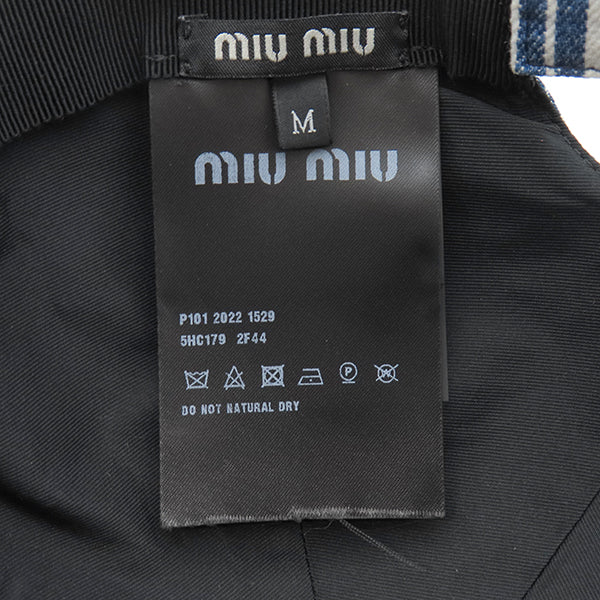 miu miu
M
miu miu
P101 2022 1529
5HC179 2F44
DO NOT NATURAL DRY